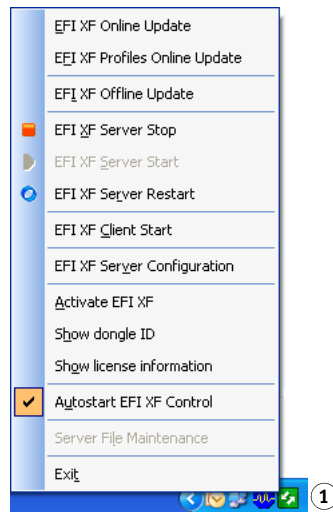 EFI XF Online Update
EFI XF Profiles Online Update
EFI XF Offline Update
EFI XF Server Stop
EFI XF Server Start
EFI XF Server Restart
EFI XF Client Start
EFI XF Server Configuration
Activate EFI XF
Show dongle ID
Show license information
Autostart EFI XF Control
Server File Maintenance
Exit
1